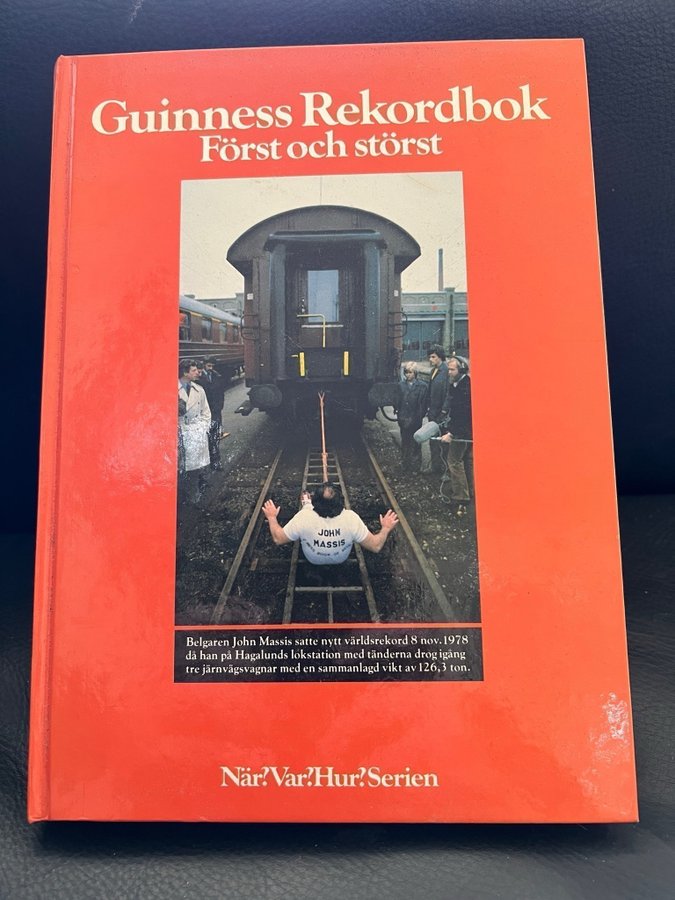 Guinness Rekordbok
Först och störst
JOHN
MASSIS
Belgaren John Massis satte nytt världsrekord 8 nov. 1978
då han på Hagalunds lokstation med tänderna drog igång
tre järnvägsvagnar med en sammanlagd vikt av 126,3 ton.
När?Var?Hur?Serien